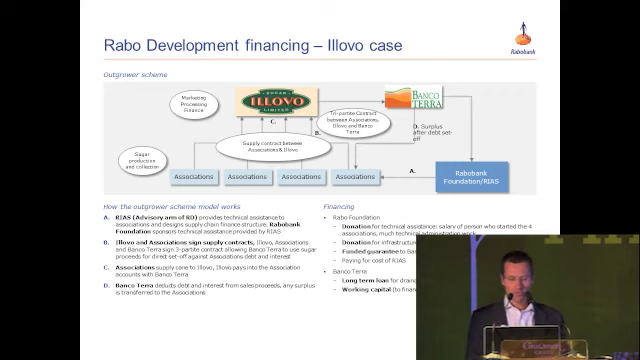 Rabo Development financing – Illovo case
Rabobank
Outgrower scheme
Marketing
Processing
Finance
SUGAR
ILLOVO
LIMITED
BANCO
TERRA
Tri-partite Contract
between Associations,
Illovo and Banco
Terra
C.
B.
D. Surplus
after debt set-
off
Supply contract between
Associations & Illovo
Sugar
production
and collection
Associations
Associations
Associations
Associations
A.
Rabobank
Foundation/RIAS
How the outgrower scheme model works
A. RIAS (Advisory arm of RD) provides technical assistance to
associations and designs supply chain finance structure. Rabobank
Foundation sponsors technical assistance provided by RIAS
B. Illovo and Associations sign supply contracts, Illovo, Associations
and Banco Terra sign 3-partite contract allowing Banco Terra to use sugar
proceeds for direct set-off against Associations debt and interest
C. Associations supply cane to Illovo, Illovo pays into the Association
accounts with Banco Terra
D. Banco Terra deducts debt and interest from sales proceeds, any surplus
is transferred to the Associations
Financing
• Rabo Foundation
– Donation for technical assistance: salary of person who started the 4
associations, much technical administration work
– Donation for infrastructure
– Funded guarantee to Ban
– Paying for cost of RIAS
• Banco Terra
– Long term loan for drain
– Working capital (to financ